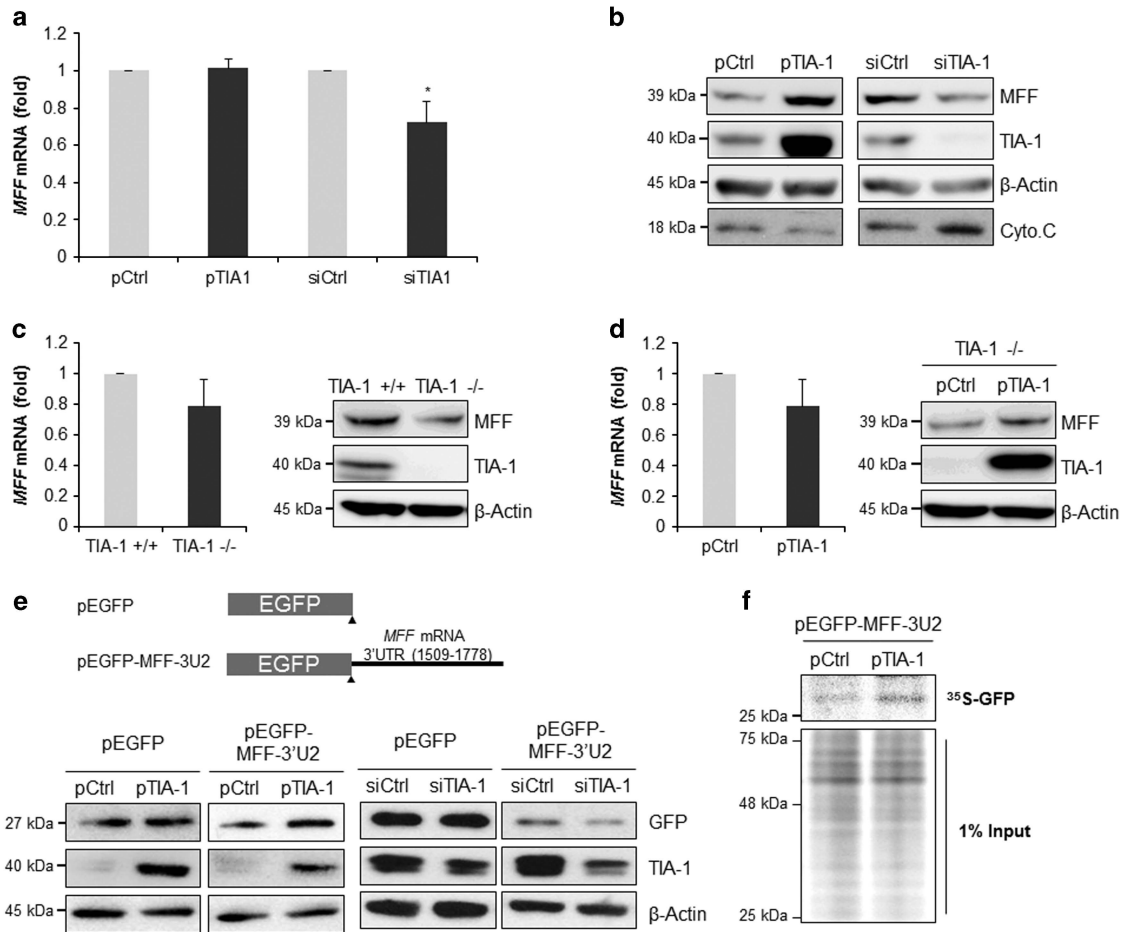 a
MFF mRNA (fold)
1.2
1
0.8
0.6
0.4
0.2
0
*
pCtrl pTIA1 siCtrl siTIA1
b
pCtrl pTIA-1 siCtrl siTIA-1
39 kDa MFF
40 kDa TIA-1
45 kDa β-Actin
18 kDa Cyto.C
c
MFF mRNA (fold)
1.2
1
0.8
0.6
0.4
0.2
0
TIA-1 +/+ TIA-1 -/-
TIA-1 +/+ TIA-1 -/-
39 kDa MFF
40 kDa TIA-1
45 kDa β-Actin
d
MFF mRNA (fold)
1.2
1
0.8
0.6
0.4
0.2
0
pCtrl pTIA-1
TIA-1 -/-
pCtrl pTIA-1
39 kDa MFF
40 kDa TIA-1
45 kDa β-Actin
e
pEGFP EGFP
MFF mRNA
pEGFP-MFF-3U2 EGFP 3'UTR (1509-1778)
pEGFP pEGFP-MFF-3'U2 pEGFP pEGFP-MFF-3'U2
pCtrl pTIA-1 pCtrl pTIA-1 siCtrl siTIA-1 siCtrl siTIA-1
27 kDa GFP
40 kDa TIA-1
45 kDa β-Actin
f
pEGFP-MFF-3U2
pCtrl pTIA-1
35S-GFP
25 kDa
75 kDa
48 kDa
1% Input
25 kDa